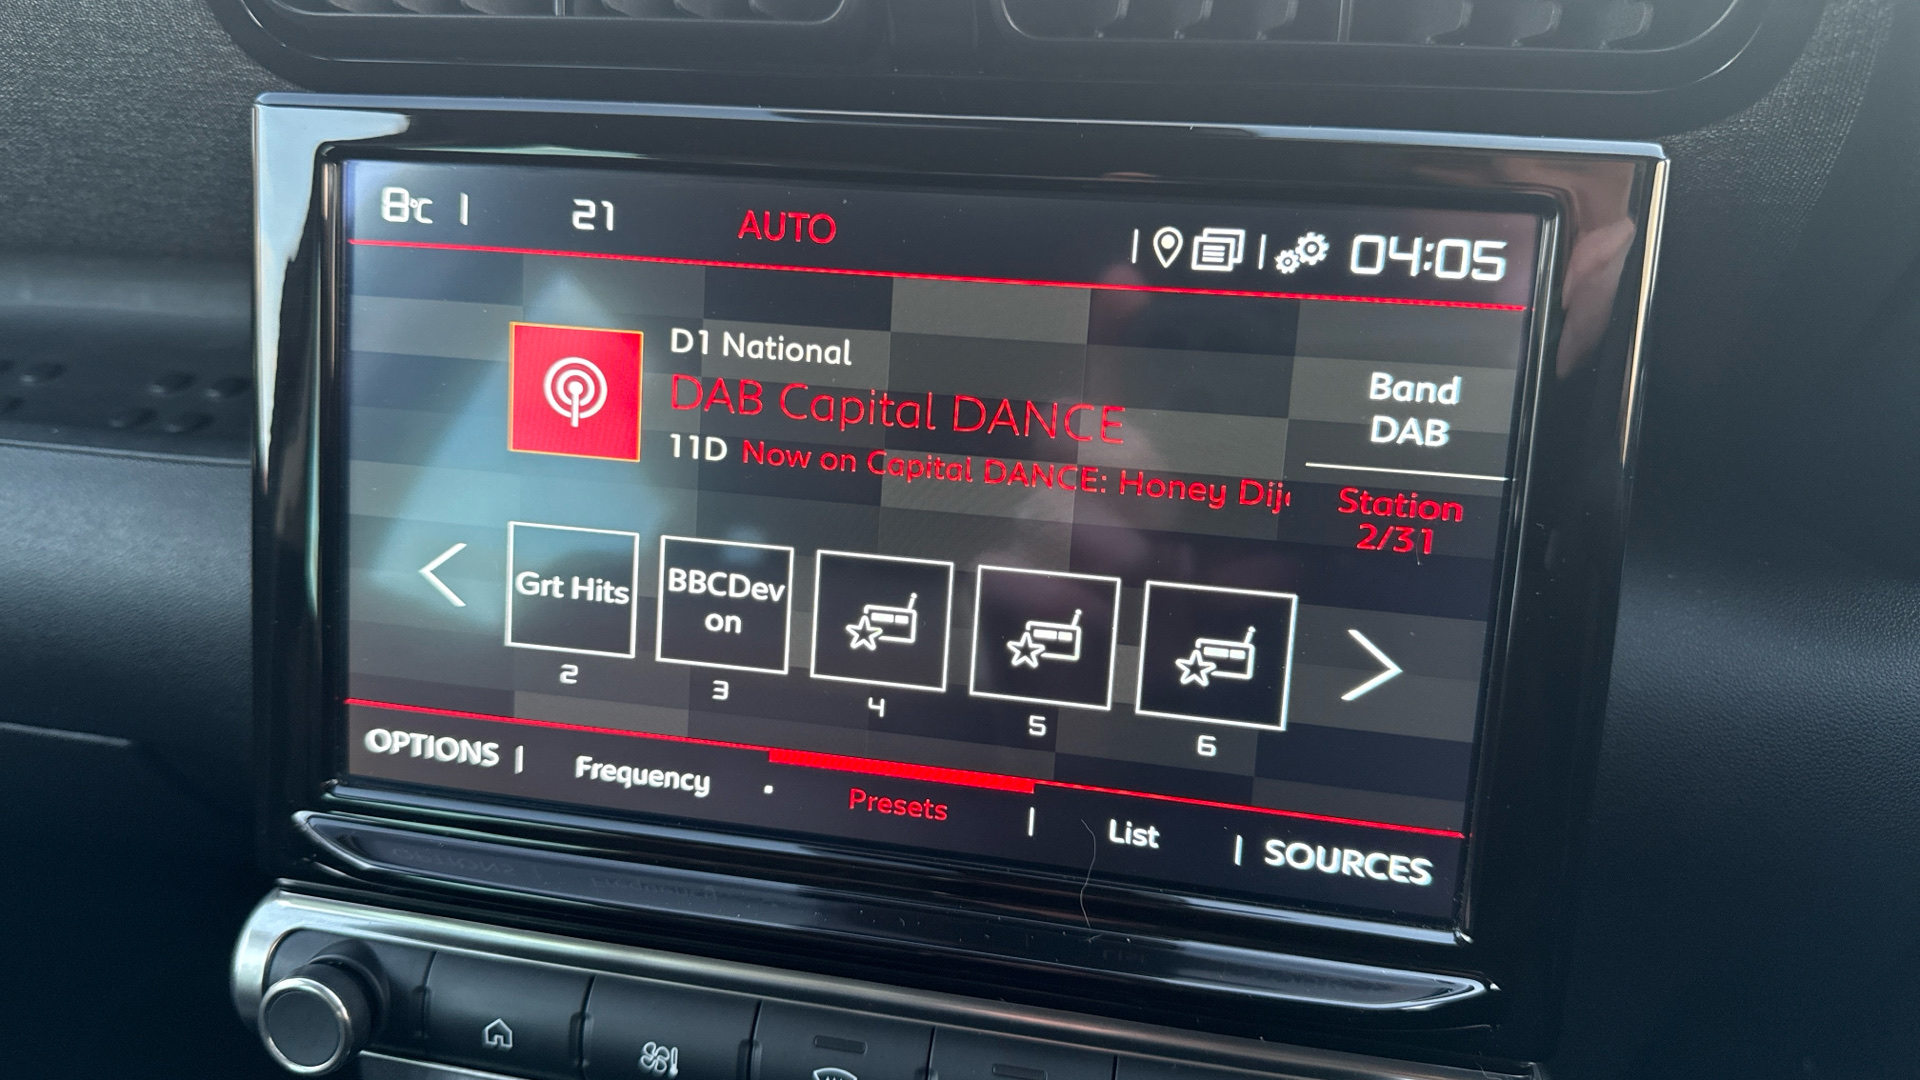 8°C
21
AUTO
04:05
D1 National
DAB Capital DANCE
11D Now on Capital DANCE: Honey Dij
Band
DAB
Station
2/31
Grt Hits
BBCDev
on
2
3
4
5
6
OPTIONS
Frequency
Presets
List
SOURCES